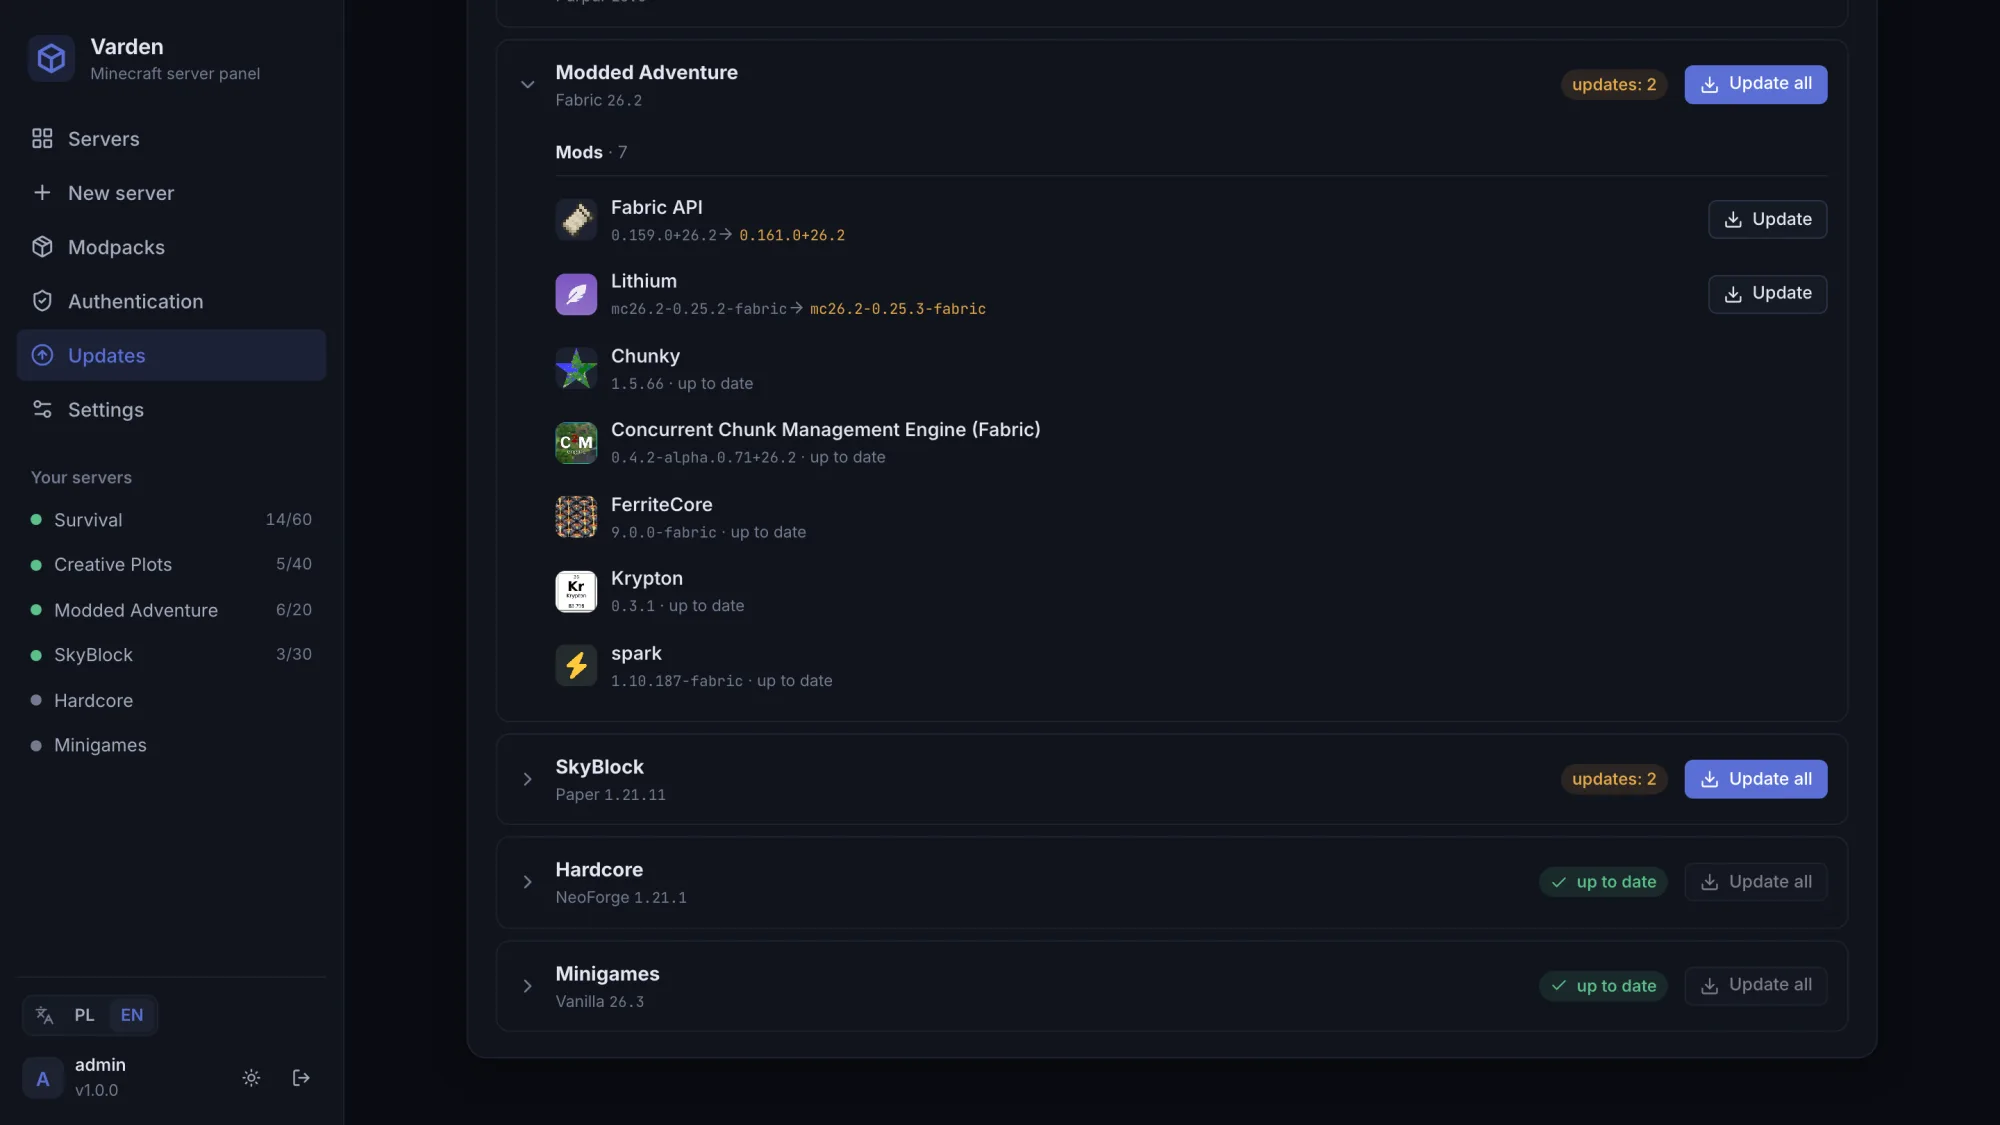 Varden
Minecraft server panel
Servers
New server
Modpacks
Authentication
Updates
Settings
Your servers
Survival 14/60
Creative Plots 5/40
Modded Adventure 6/20
SkyBlock 3/30
Hardcore
Minigames
PL EN
A
admin
v1.0.0
Modded Adventure
Fabric 26.2
updates: 2
Update all
Mods · 7
Fabric API
0.159.0+26.2→ 0.161.0+26.2
Update
Lithium
mc26.2-0.25.2-fabric→ mc26.2-0.25.3-fabric
Update
Chunky
1.5.66 · up to date
Concurrent Chunk Management Engine (Fabric)
0.4.2-alpha.0.71+26.2 · up to date
FerriteCore
9.0.0-fabric · up to date
Kr
Krypton
Krypton
0.3.1 · up to date
spark
1.10.187-fabric · up to date
SkyBlock
Paper 1.21.11
updates: 2
Update all
Hardcore
NeoForge 1.21.1
up to date
Update all
Minigames
Vanilla 26.3
up to date
Update all